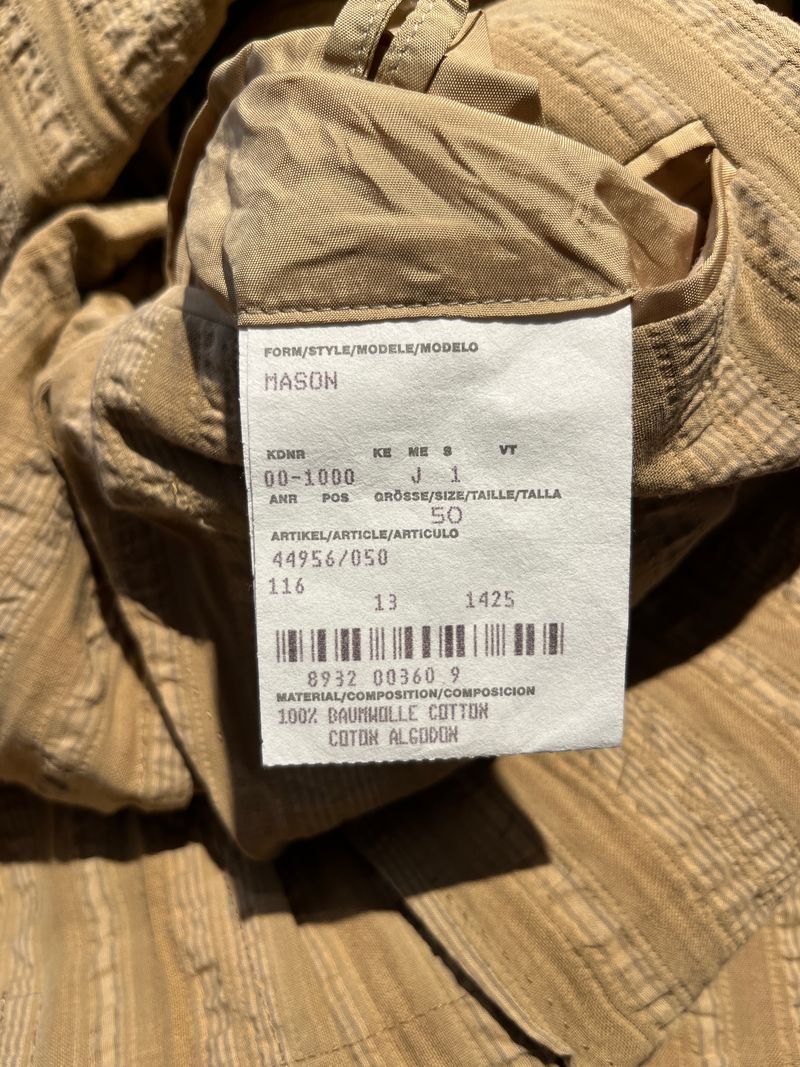 FORM/STYLE/MODELE/MODELO
MASON
KDNR KE ME S VT
00-1000 J 1
ANR POS GRÖSSE/SIZE/TAILLE/TALLA
50
ARTIKEL/ARTICLE/ARTICULO
44956/050
116
13 1425
8932 00360 9
MATERIAL/COMPOSITION/COMPOSICION
100% BAUMWOLLE COTTON
COTON ALGODON